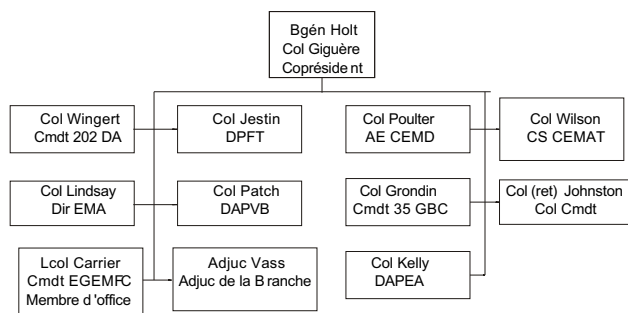 Bgén Holt
Col Giguère
Coprésident
Col Wingert
Cmdt 202 DA
Col Jestin
DPFT
Col Poulter
AE CEMD
Col Wilson
CS CEMAT
Col Lindsay
Dir EMA
Col Patch
DAPVB
Col Grondin
Cmdt 35 GBC
Col (ret) Johnston
Col Cmdt
Lcol Carrier
Cmdt EGEMFC
Membre d'office
Adjuc Vass
Adjuc de la Branche
Col Kelly
DAPEA